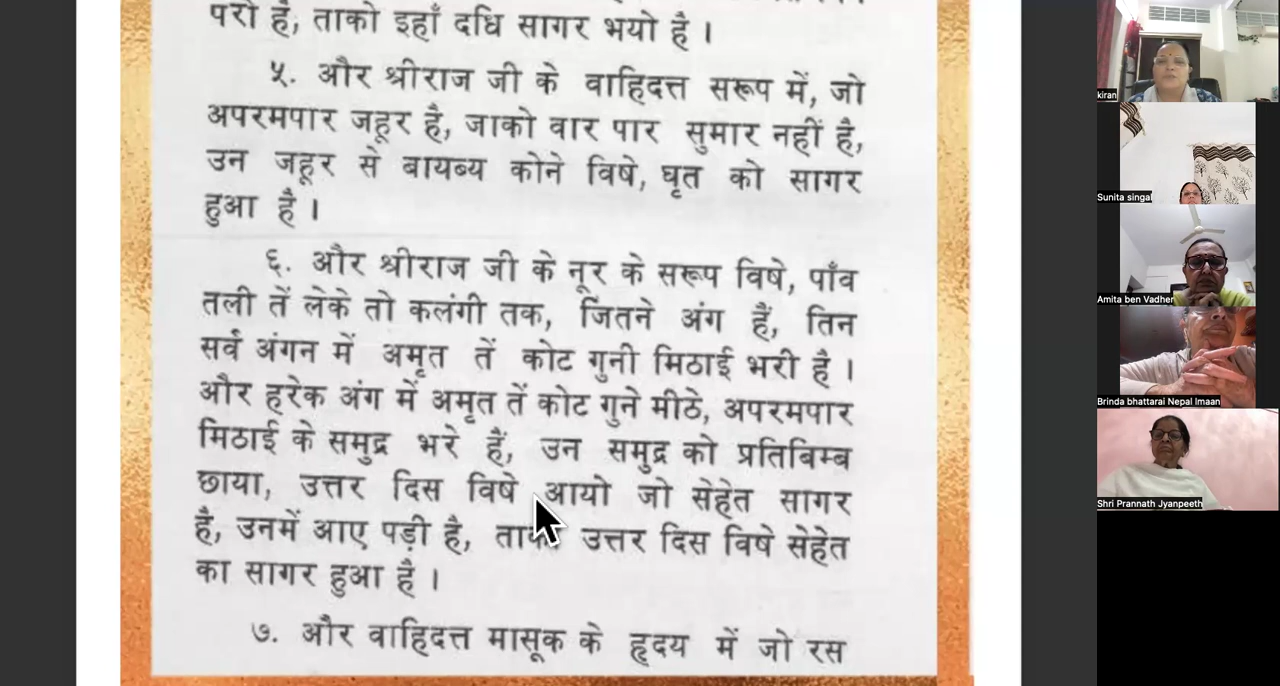 परी है, ताको इहाँ दधि सागर भयो है ।
५. और श्रीराज जी के वाहिदत्त सरूप में, जो
अपरमपार जहूर है, जाको वार पार सुमार नहीं है,
उन जहूर से बायब्य कोने विषे, घृत को सागर
हुआ है ।
६. और श्रीराज जी के नूर के सरूप विषे, पाँव
तली तें लेके तो कलंगी तक, जितने अंग हैं, तिन
सर्व अंगन में अमृत तें कोट गुनी मिठाई भरी है ।
और हरेक अंग में अमृत तें कोट गुने मीठे, अपरमपार
मिठाई के समुद्र भरे हैं, उन समुद्र को प्रतिबिम्ब
छाया, उत्तर दिस विषे आयो जो सेहेत सागर
है, उनमें आए पड़ी है, उत्तर दिस विषे सेहेत
का सागर हुआ है ।
७. और वाहिदत्त मासूक के हृदय में जो रस
kiran
Sunita singal
Amita ben Vadher
Brinda bhattarai Nepal Imaan
Shri Prannath Jyanpeeth